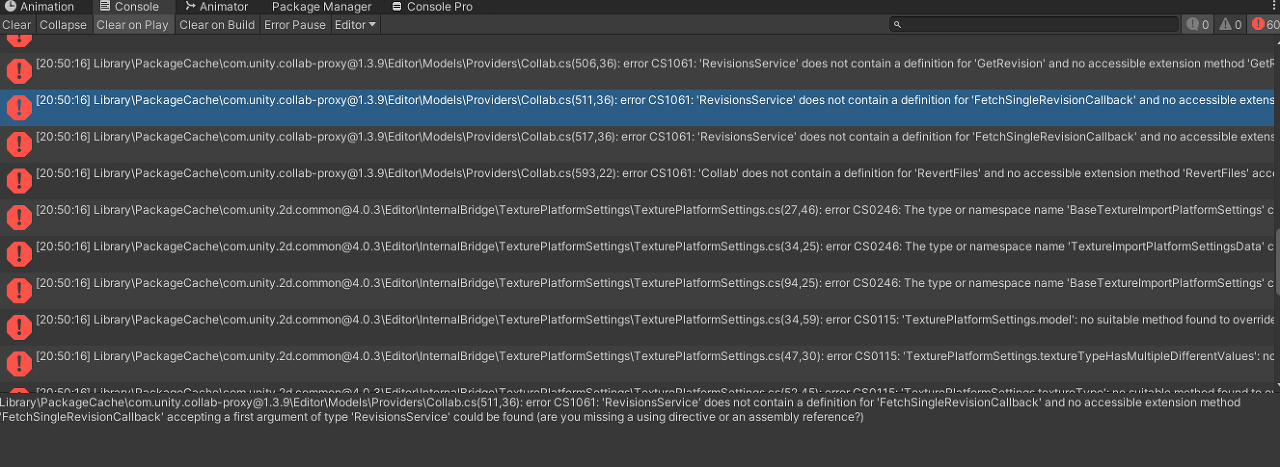 Animation Console Animator Package Manager Console Pro
Clear Collapse Clear on Play Clear on Build Error Pause Editor 0 0 60
[20:50:16] Library\PackageCache\com.unity.collab-proxy@1.3.9\Editor\Models\Providers\Collab.cs(506,36): error CS1061: 'RevisionsService' does not contain a definition for 'GetRevision' and no accessible extension method 'GetR
[20:50:16] Library\PackageCache\com.unity.collab-proxy@1.3.9\Editor\Models\Providers\Collab.cs(511,36): error CS1061: 'RevisionsService' does not contain a definition for 'FetchSingleRevisionCallback' and no accessible extens
[20:50:16] Library\PackageCache\com.unity.collab-proxy@1.3.9\Editor\Models\Providers\Collab.cs(517,36): error CS1061: 'RevisionsService' does not contain a definition for 'FetchSingleRevisionCallback' and no accessible extens
[20:50:16] Library\PackageCache\com.unity.collab-proxy@1.3.9\Editor\Models\Providers\Collab.cs(593,22): error CS1061: 'Collab' does not contain a definition for 'RevertFiles' and no accessible extension method 'RevertFiles' acce
[20:50:16] Library\PackageCache\com.unity.2d.common@4.0.3\Editor\InternalBridge\TexturePlatformSettings\TexturePlatformSettings.cs(27,46): error CS0246: The type or namespace name 'BaseTextureImportPlatformSettings' c
[20:50:16] Library\PackageCache\com.unity.2d.common@4.0.3\Editor\InternalBridge\TexturePlatformSettings\TexturePlatformSettings.cs(34,25): error CS0246: The type or namespace name 'TextureImportPlatformSettingsData' c
[20:50:16] Library\PackageCache\com.unity.2d.common@4.0.3\Editor\InternalBridge\TexturePlatformSettings\TexturePlatformSettings.cs(94,25): error CS0246: The type or namespace name 'BaseTextureImportPlatformSettings' c
[20:50:16] Library\PackageCache\com.unity.2d.common@4.0.3\Editor\InternalBridge\TexturePlatformSettings\TexturePlatformSettings.cs(34,59): error CS0115: 'TexturePlatformSettings.model': no suitable method found to override
[20:50:16] Library\PackageCache\com.unity.2d.common@4.0.3\Editor\InternalBridge\TexturePlatformSettings\TexturePlatformSettings.cs(47,30): error CS0115: 'TexturePlatformSettings.textureTypeHasMultipleDifferentValues': no
Library\PackageCache\com.unity.collab-proxy@1.3.9\Editor\Models\Providers\Collab.cs(511,36): error CS1061: 'RevisionsService' does not contain a definition for 'FetchSingleRevisionCallback' and no accessible extension method
'FetchSingleRevisionCallback' accepting a first argument of type 'RevisionsService' could be found (are you missing a using directive or an assembly reference?)